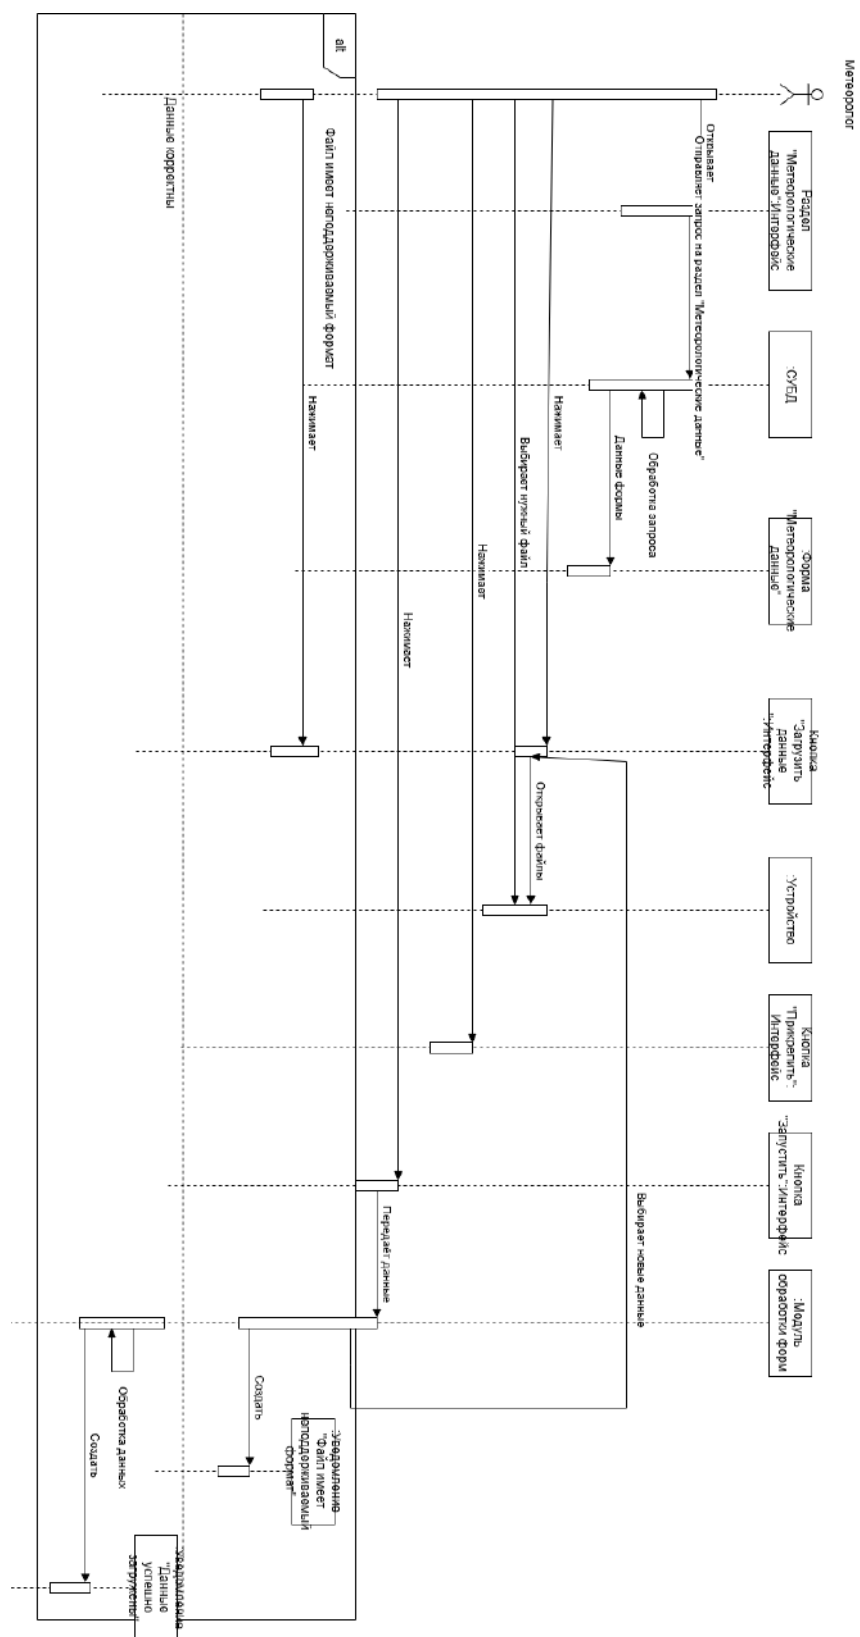 Метеоролог
Раздел
"Метеорологические
данные":Интерфейс
:СУБД
:Форма
"Метеорологические
данные"
Кнопка
"Загрузить
данные
":Интерфейс
:Устройство
Кнопка
"Прикрепить":
Интерфейс
Кнопка
"Запустить":Интерфейс
:Модуль
обработки форм
Открывает
Отправляет запрос на раздел "Метеорологические данные"
Обработка запроса
Данные формы
Нажимает
Открывает файлы
Выбирает нужный файл
Нажимает
Нажимает
Передаёт данные
Выбирает новые данные
alt
Файл имеет неподдерживаемый формат
Создать
:Уведомление
"Файл имеет
неподдерживаемый
формат"
Нажимает
Данные корректны
Обработка данных
Создать
:Уведомление
"Данные
успешно
загружены"